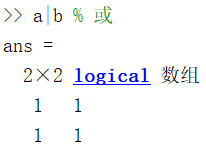 >> a|b % 或
ans =
2×2 logical 数组
1 1
1 1